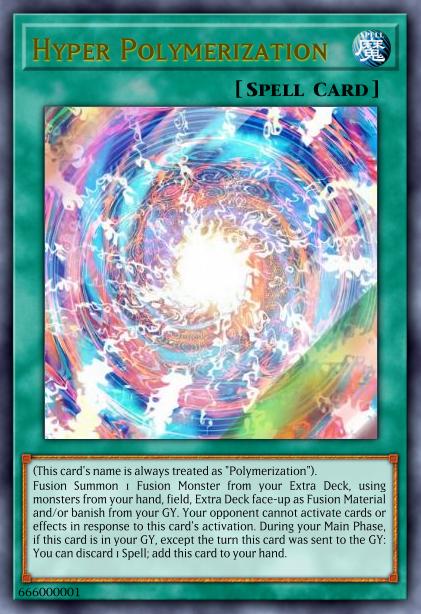 Hyper Polymerization
SPELL
魔
[Spell Card]
(This card's name is always treated as "Polymerization").
Fusion Summon 1 Fusion Monster from your Extra Deck, using
monsters from your hand, field, Extra Deck face-up as Fusion Material
and/or banish from your GY. Your opponent cannot activate cards or
effects in response to this card's activation. During your Main Phase,
if this card is in your GY, except the turn this card was sent to the GY:
You can discard 1 Spell; add this card to your hand.
666000001